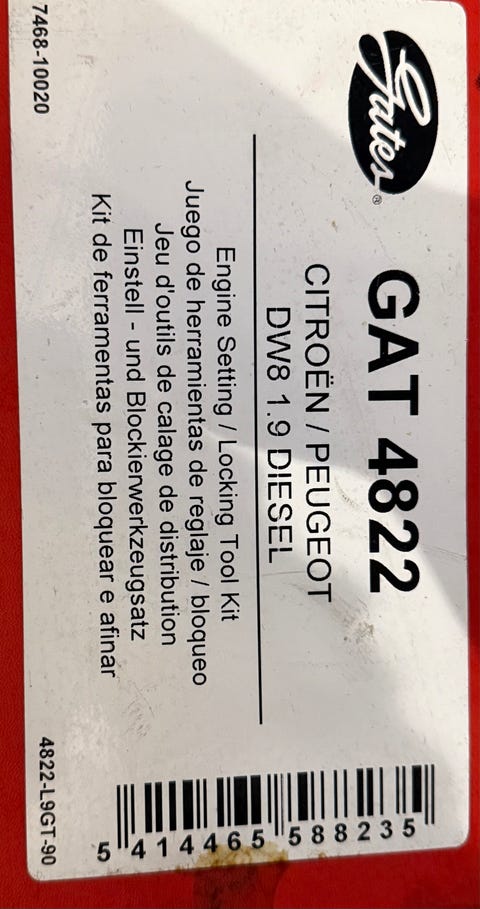 Gates®
GAT 4822
CITROËN / PEUGEOT
DW8 1.9 DIESEL
Engine Setting / Locking Tool Kit
Juego de herramientas de reglaje / bloqueo
Jeu d'outils de calage de distribution
Einstell - und Blockierwerkzeugsatz
Kit de ferramentas para bloquear e afinar
7468-10020
4822-L9GT-90
5 414465 588235